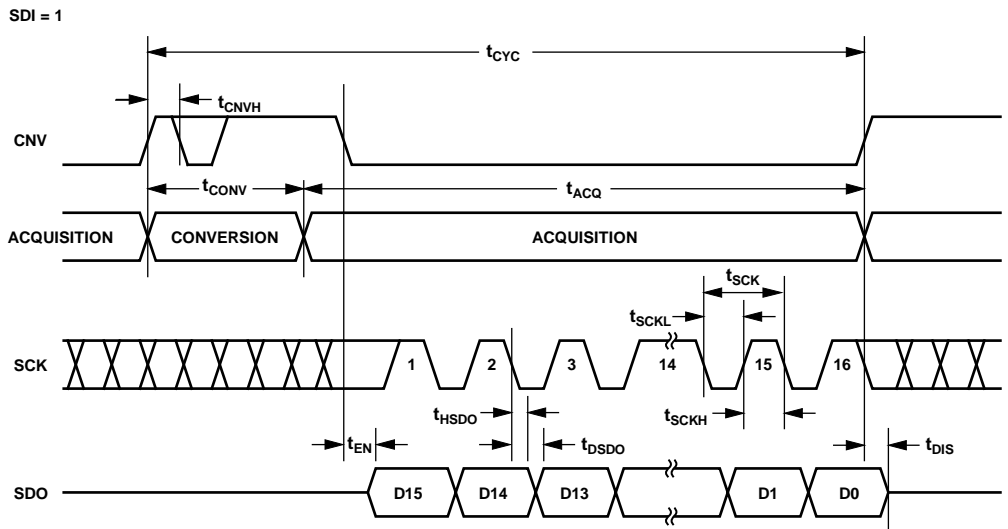 SDI = 1
tCYC
tCNVH
CNV
tCONV
tACQ
ACQUISITION
CONVERSION
ACQUISITION
tSCK
tSCKL
SCK
1
2
3
14
15
16
tHSDO
tSCKH
tEN
tDSDO
tDIS
SDO
D15
D14
D13
D1
D0